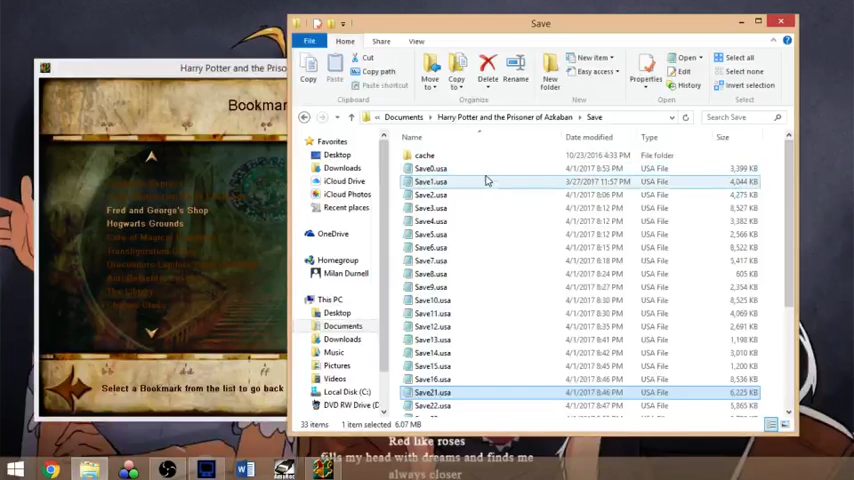 Save
File
Home
Share
View
Copy
Paste
Cut
Copy path
Paste shortcut
Clipboard
Move to
Copy to
Delete
Rename
Organize
New folder
New item
Easy access
New
Properties
Open
Edit
History
Open
Select all
Select none
Invert selection
Select
Documents
Harry Potter and the Prisoner of Azkaban
Save
Search Save
Name
Date modified
Type
Size
Favorites
Desktop
Downloads
iCloud Drive
iCloud Photos
Recent places
OneDrive
Homegroup
Milan Durnell
This PC
Desktop
Documents
Downloads
Music
Pictures
Videos
Local Disk (C:)
DVD RW Drive (D
cache 10/23/2016 4:33 PM File folder
Save0.usa 4/1/2017 8:53 PM USA File 3,399 KB
Save1.usa 3/27/2017 11:57 PM USA File 4,044 KB
Save2.usa 4/1/2017 8:06 PM USA File 4,275 KB
Save3.usa 4/1/2017 8:12 PM USA File 8,527 KB
Save4.usa 4/1/2017 8:12 PM USA File 3,382 KB
Save5.usa 4/1/2017 8:12 PM USA File 2,566 KB
Save6.usa 4/1/2017 8:12 PM USA File 8,522 KB
Save7.usa 4/1/2017 8:18 PM USA File 5,417 KB
Save8.usa 4/1/2017 8:24 PM USA File 605 KB
Save9.usa 4/1/2017 8:29 PM USA File 2,354 KB
Save10.usa 4/1/2017 8:30 PM USA File 8,525 KB
Save11.usa 4/1/2017 8:31 PM USA File 4,069 KB
Save12.usa 4/1/2017 8:35 PM USA File 2,691 KB
Save13.usa 4/1/2017 8:39 PM USA File 1,198 KB
Save14.usa 4/1/2017 8:42 PM USA File 3,010 KB
Save15.usa 4/1/2017 8:42 PM USA File 1,200 KB
Save16.usa 4/1/2017 8:46 PM USA File 8,536 KB
Save21.usa 4/1/2017 8:46 PM USA File 6,225 KB
Save22.usa 4/1/2017 8:47 PM USA File 5,865 KB
33 items 1 item selected 6.07 MB
Harry Potter and the Priso
Bookmar
Fred and George's Shop
Hogwarts Grounds
The Library
Select a Bookmark from the list to go back
Red like roses
fills my head with dreams and finds me
always closer